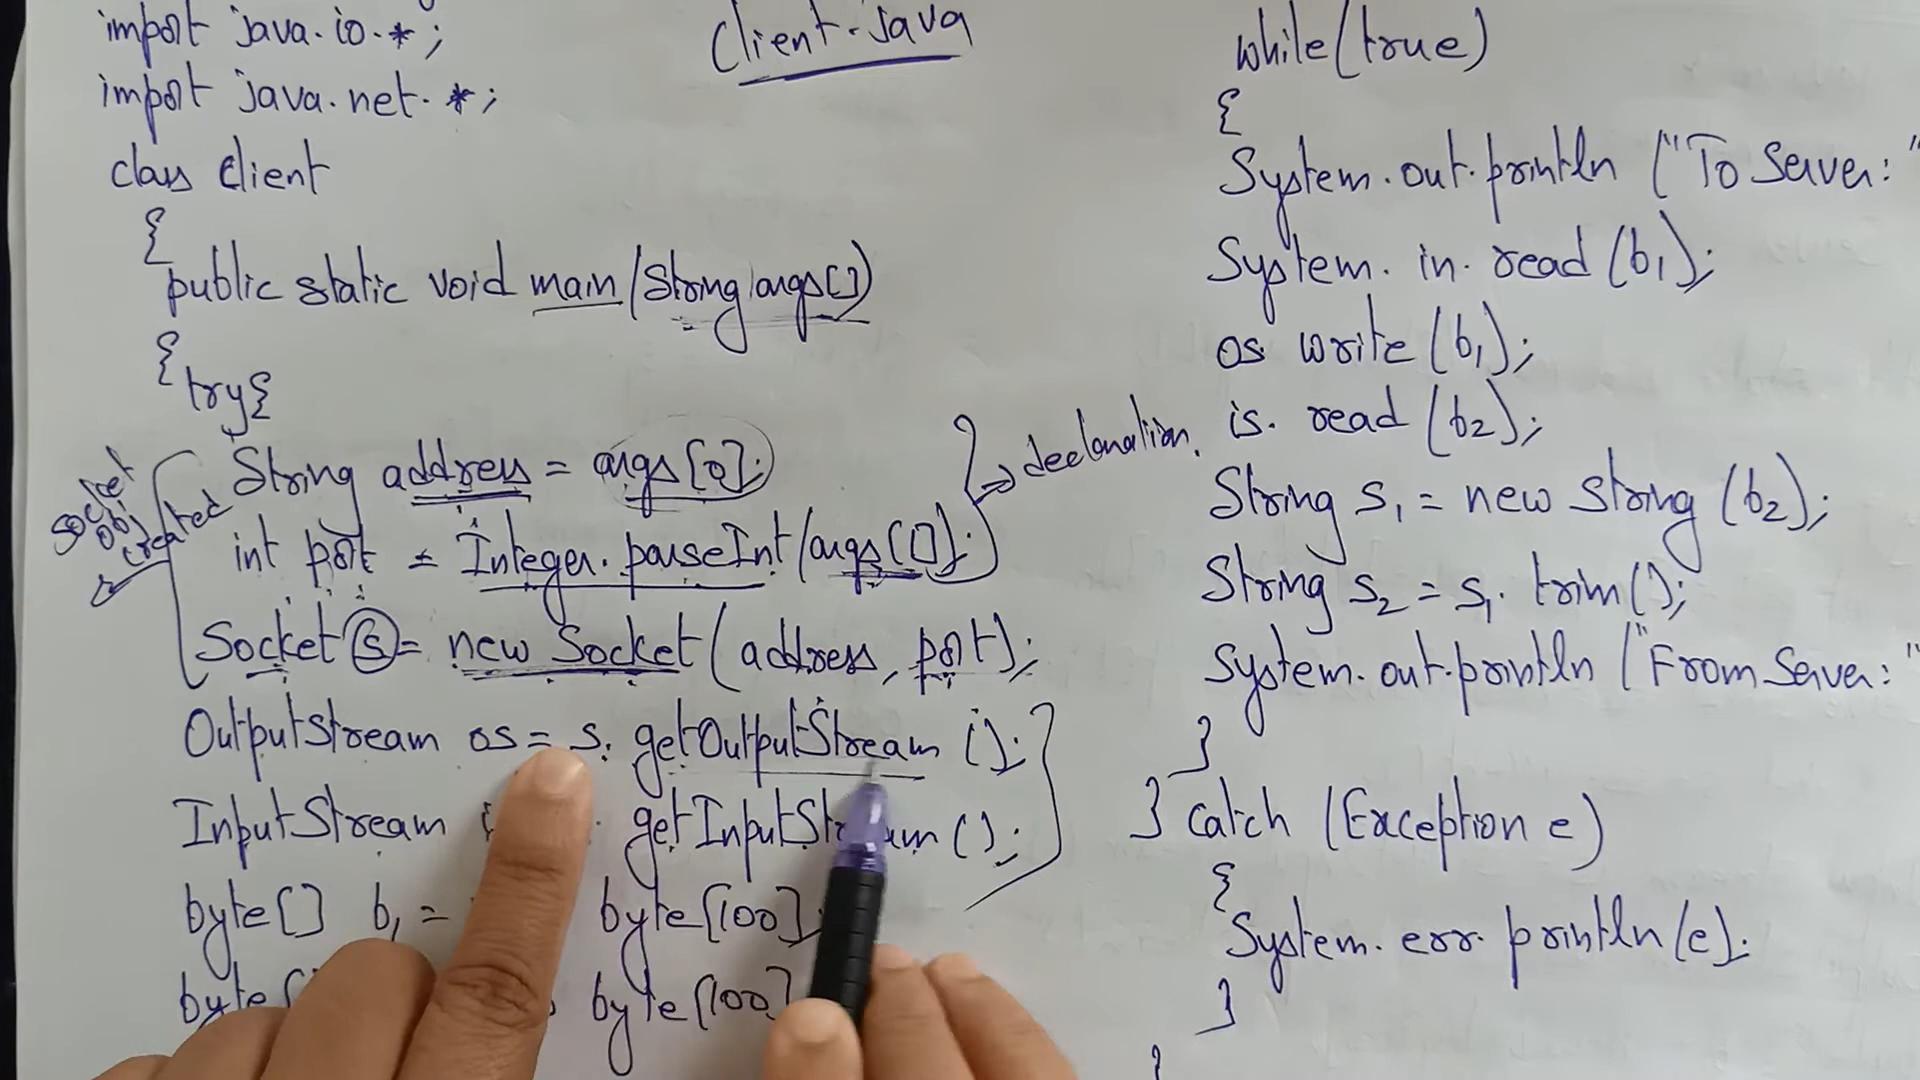 import java.io.*;
import java.net.*;
Client.java
class Client
{
public static void main(String args[])
{
try{
String address = args[0];
int port = Integer.parseInt(args[1]);
socket obj created
declaration.
Socket s = new Socket(address, port);
OutputStream os = s. getOutputStream ();
InputStream getInputStream ();
byte[] b1 = byte[100];
byte[ byte[100]
while(true)
{
System.out.println ("To Server:"
System.in.read (b1);
os write (b1);
is. read (b2);
String s1 = new String (b2);
String s2 = s1. trim();
System.out.println ("From Server:"
}
} catch (Exception e)
{
System.err.println(e).
}
}